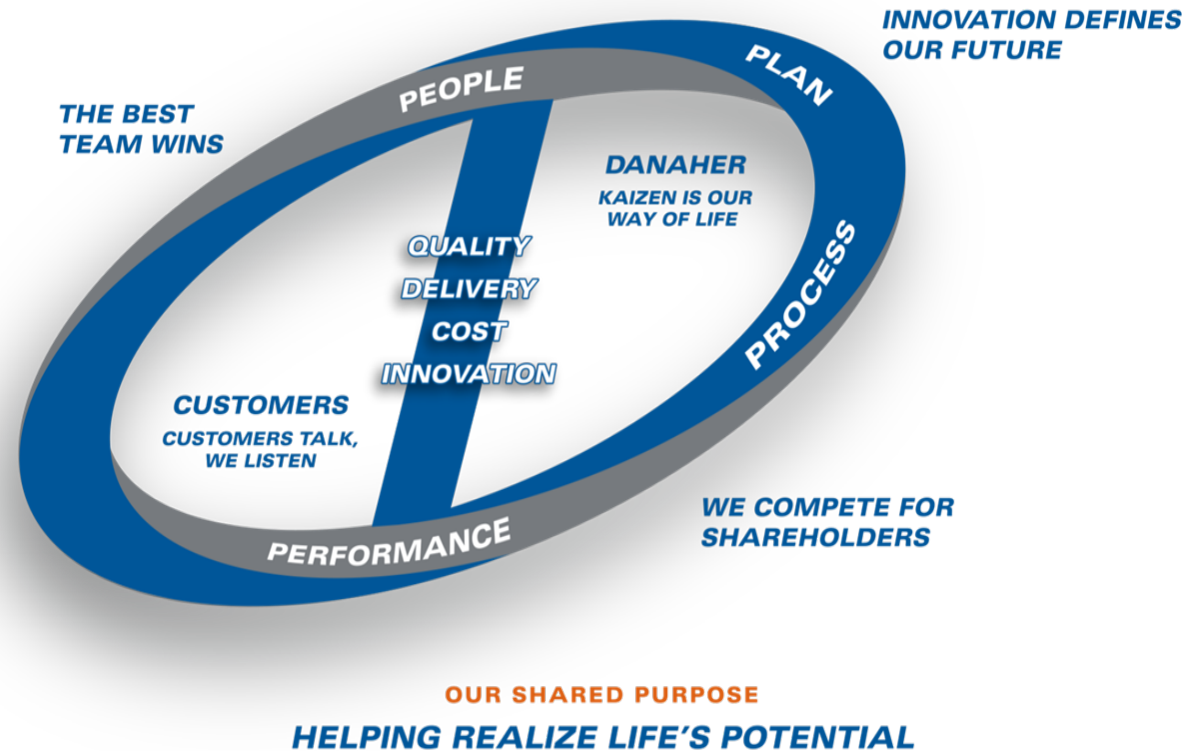 INNOVATION DEFINES
OUR FUTURE
PLAN
PEOPLE
THE BEST
TEAM WINS
DANAHER
KAIZEN IS OUR
WAY OF LIFE
QUALITY
DELIVERY
COST
INNOVATION
PROCESS
CUSTOMERS
CUSTOMERS TALK,
WE LISTEN
WE COMPETE FOR
SHAREHOLDERS
PERFORMANCE
OUR SHARED PURPOSE
HELPING REALIZE LIFE'S POTENTIAL